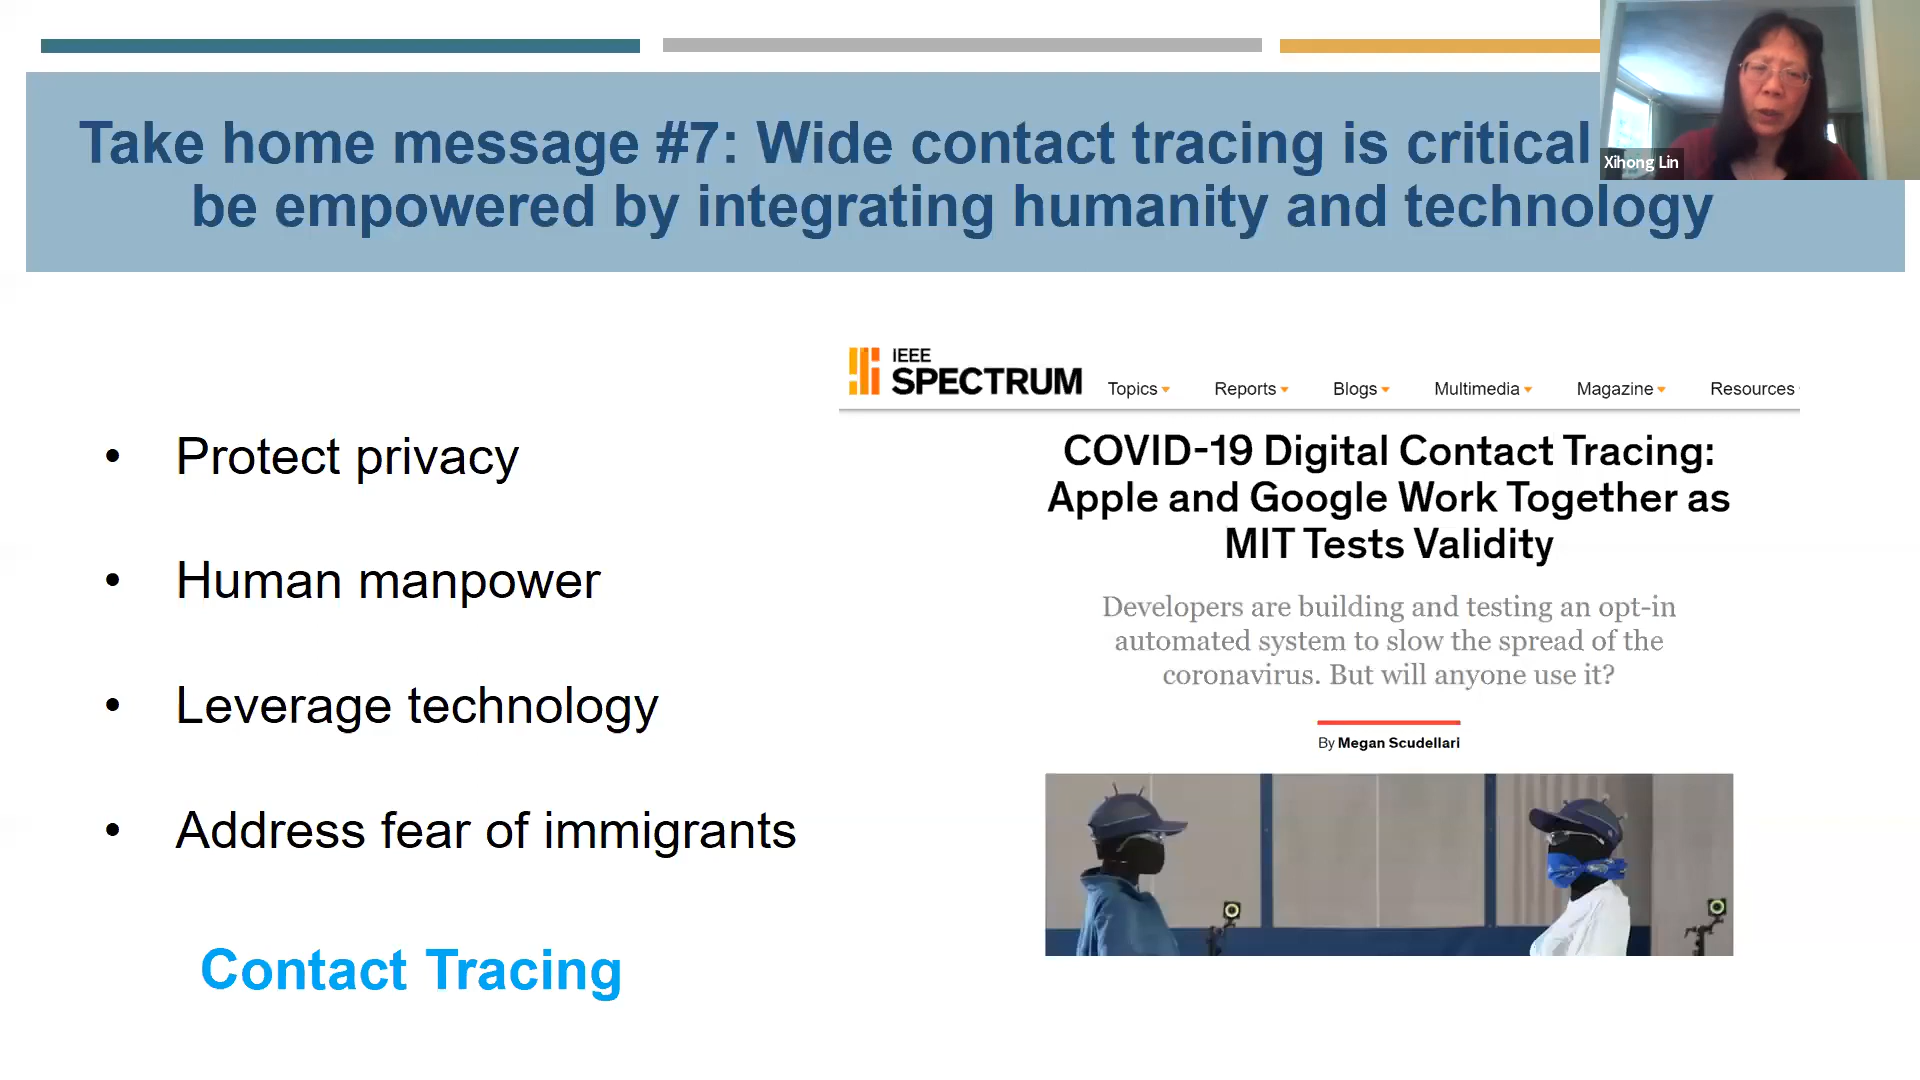 Take home message #7: Wide contact tracing is critical
be empowered by integrating humanity and technology
Xihong Lin
• Protect privacy
• Human manpower
• Leverage technology
• Address fear of immigrants
Contact Tracing
IEEE
SPECTRUM
Topics Reports Blogs Multimedia Magazine Resources
COVID-19 Digital Contact Tracing:
Apple and Google Work Together as
MIT Tests Validity
Developers are building and testing an opt-in
automated system to slow the spread of the
coronavirus. But will anyone use it?
By Megan Scudellari